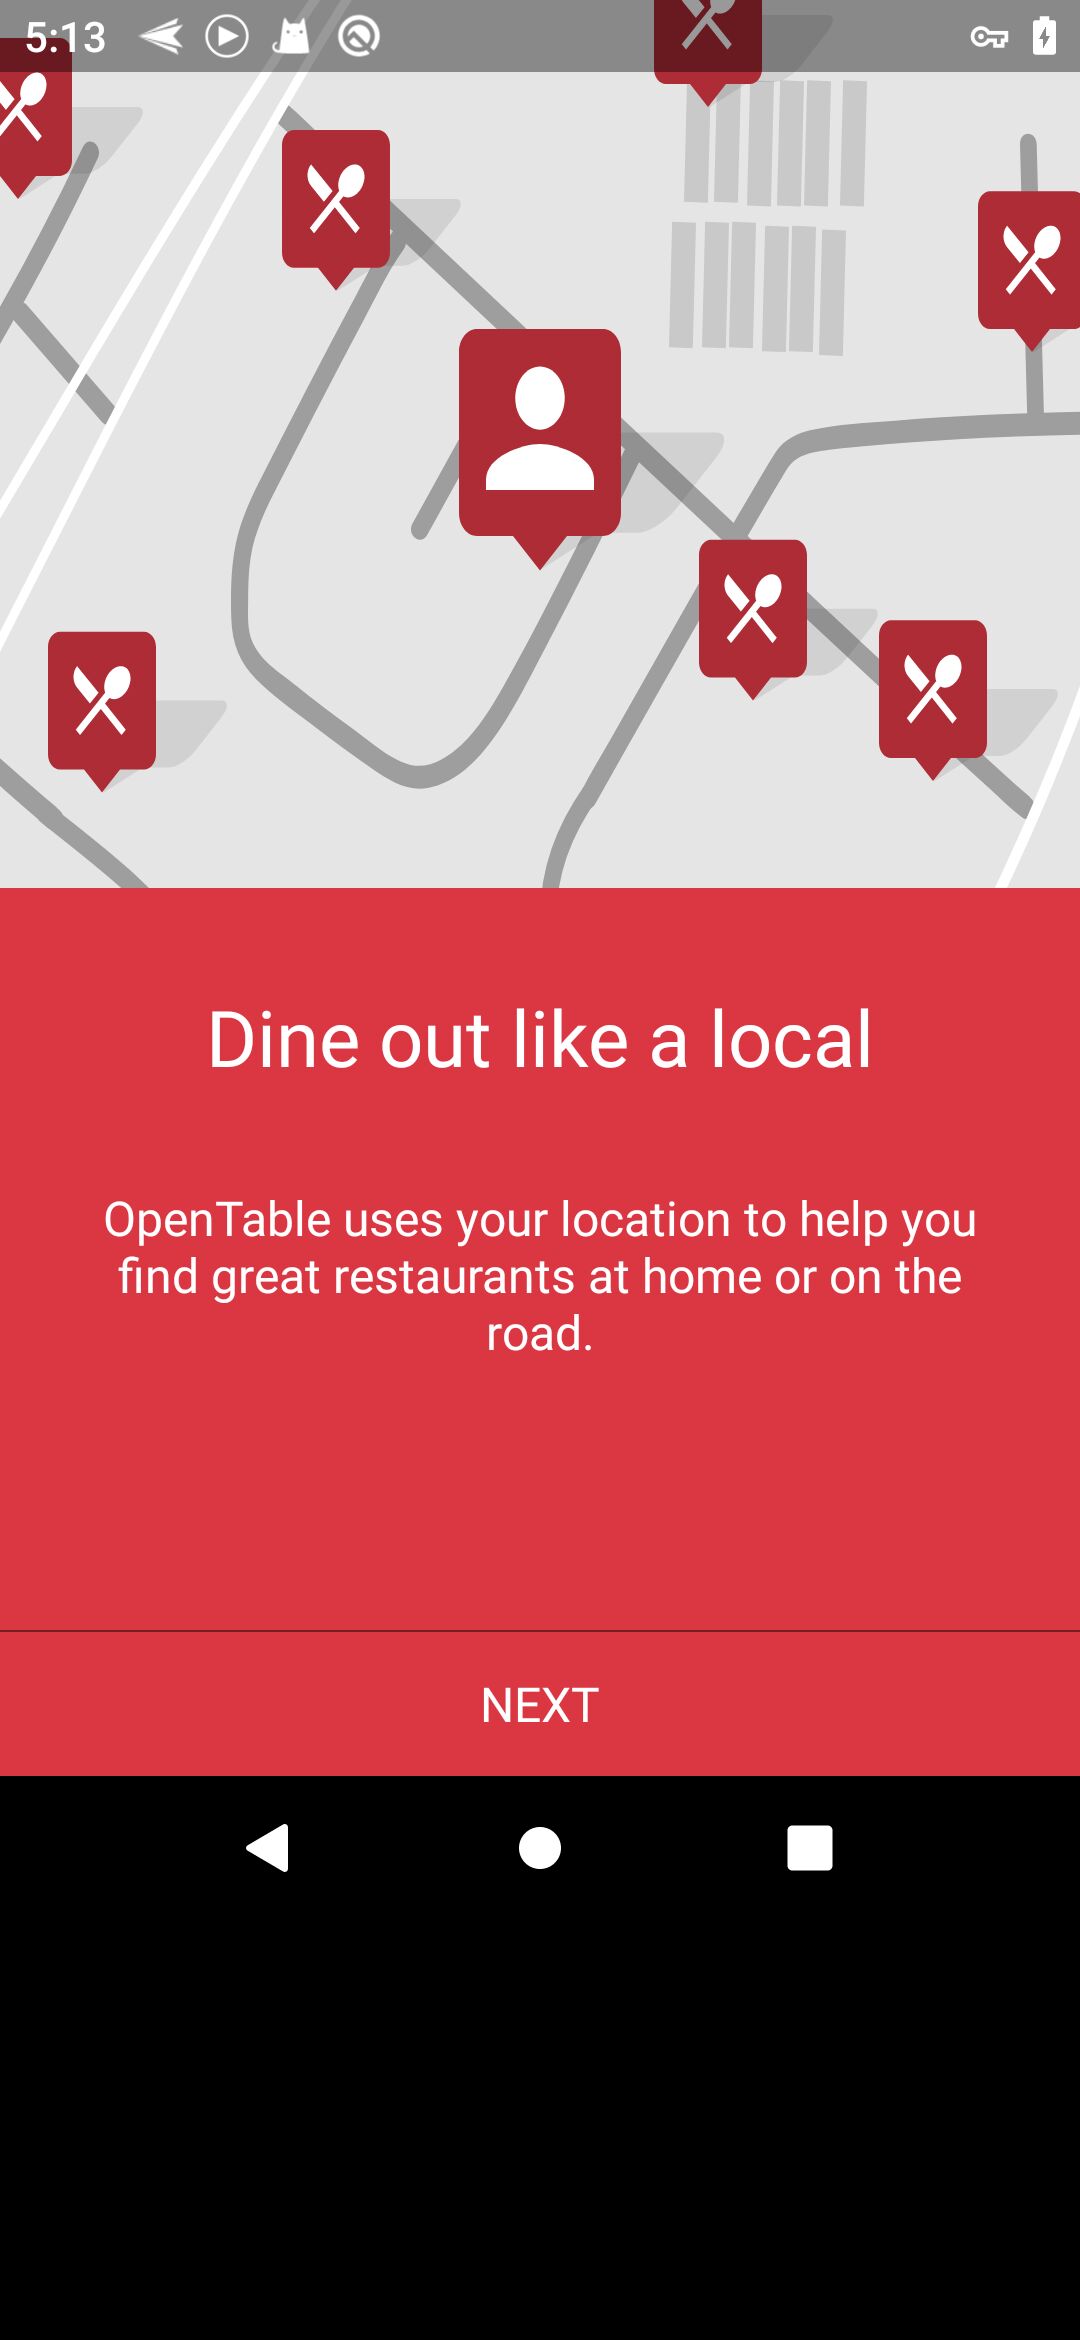 5:13
Dine out like a local
OpenTable uses your location to help you
find great restaurants at home or on the
road.
NEXT